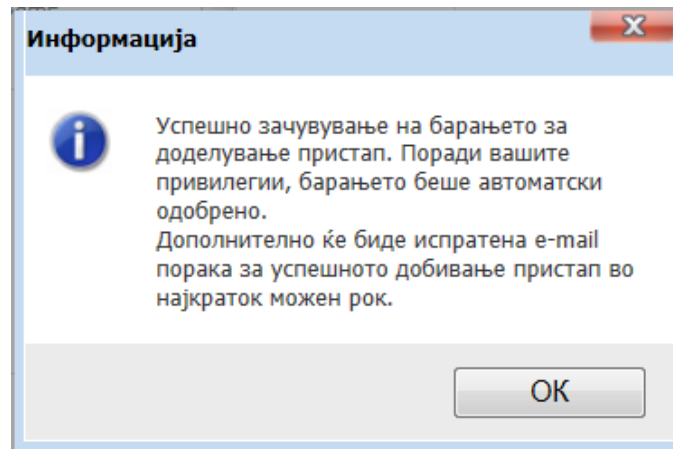 Информација
Успешно зачувување на барањето за
доделување пристап. Поради вашите
привилегии, барањето беше автоматски
одобрено.
Дополнително ќе биде испратена e-mail
порака за успешното добивање пристап во
најкраток можен рок.
ОК